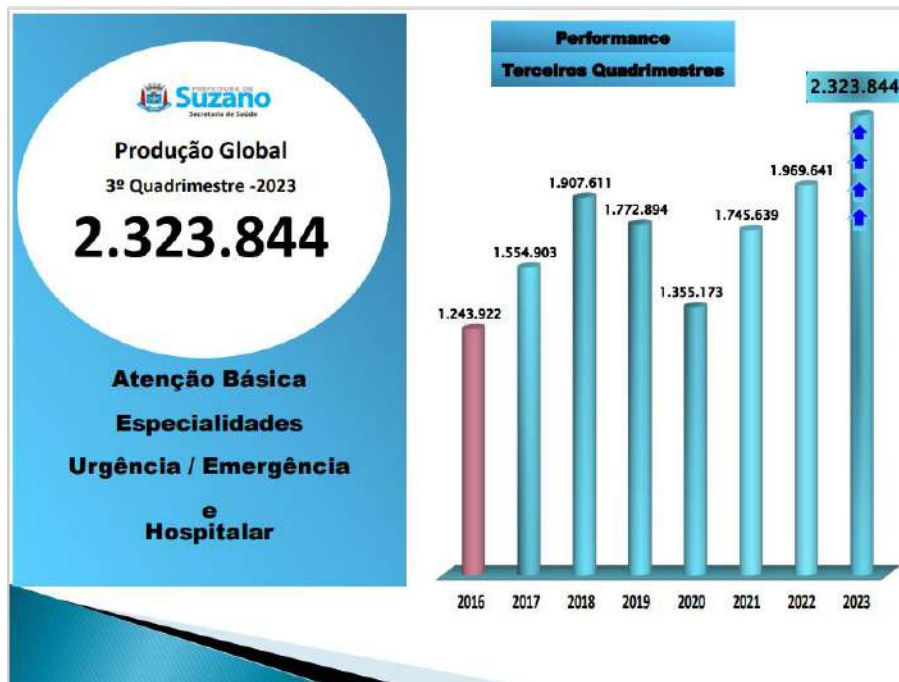 PREFEITURA DE
Suzano
Secretaria de Saúde
Produção Global
3º Quadrimestre -2023
2.323.844
Atenção Básica
Especialidades
Urgência / Emergência
e
Hospitalar
Performance
Terceiros Quadrimestres
2.323.844
1.969.641
1.907.611
1.772.894
1.745.639
1.554.903
1.355.173
1.243.922
2016 2017 2018 2019 2020 2021 2022 2023